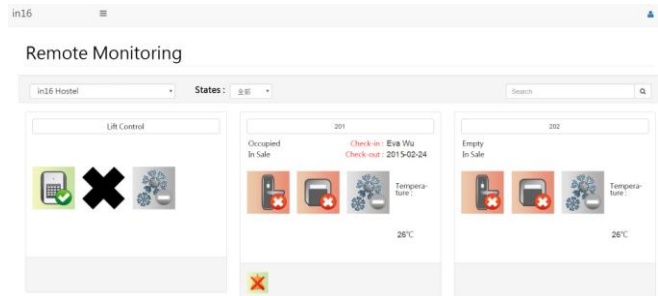 in16
Remote Monitoring
in16 Hostel
States :
全部
Search
Lift Control
201
Occupied
Check-in : Eva Wu
In Sale
Check-out : 2015-02-24
Tempera-
ture :
26°C
202
Empty
In Sale
Tempera-
ture :
26°C